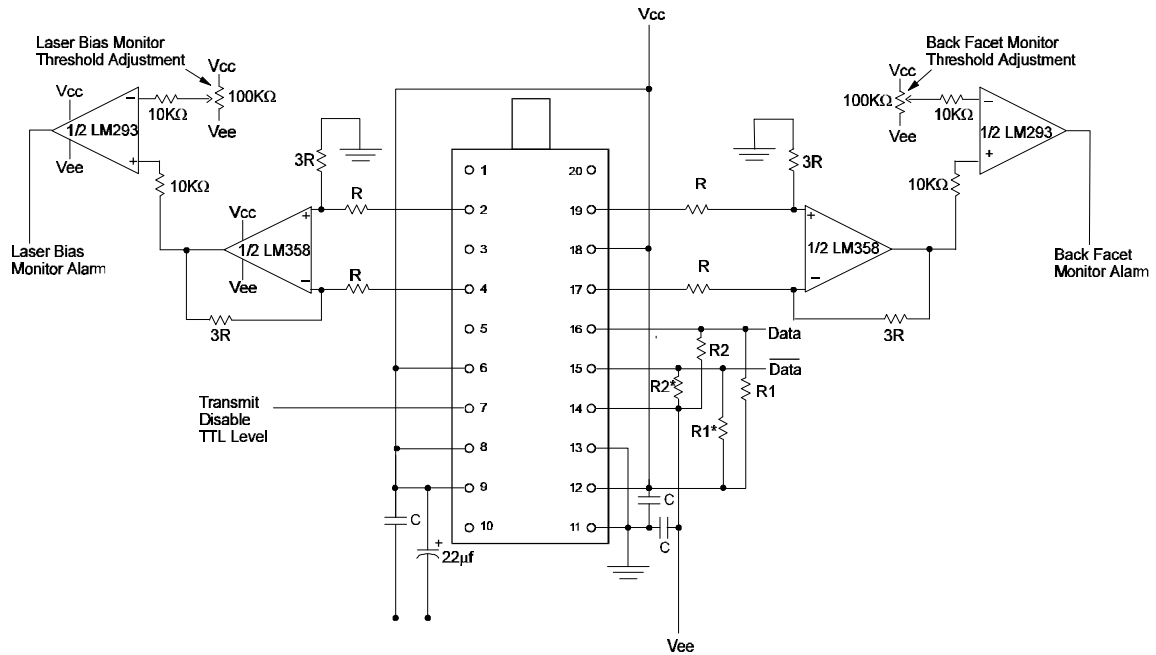 Vcc
Laser Bias Monitor
Threshold Adjustment
Vcc
Vcc
100KΩ
10KΩ
1/2 LM293
Vee
Vee
10KΩ
3R
R
Vcc
1/2 LM358
Vee
R
3R
Laser Bias
Monitor Alarm
Transmit
Disable
TTL Level
C
22µf
1
2
3
4
5
6
7
8
9
10
20
19
18
17
16
15
14
13
12
11
Back Facet Monitor
Threshold Adjustment
Vcc
100KΩ
10KΩ
Vee
1/2 LM293
10KΩ
3R
R
1/2 LM358
R
3R
Back Facet
Monitor Alarm
Data
R2
Data
R2*
R1
R1*
C
C
Vee